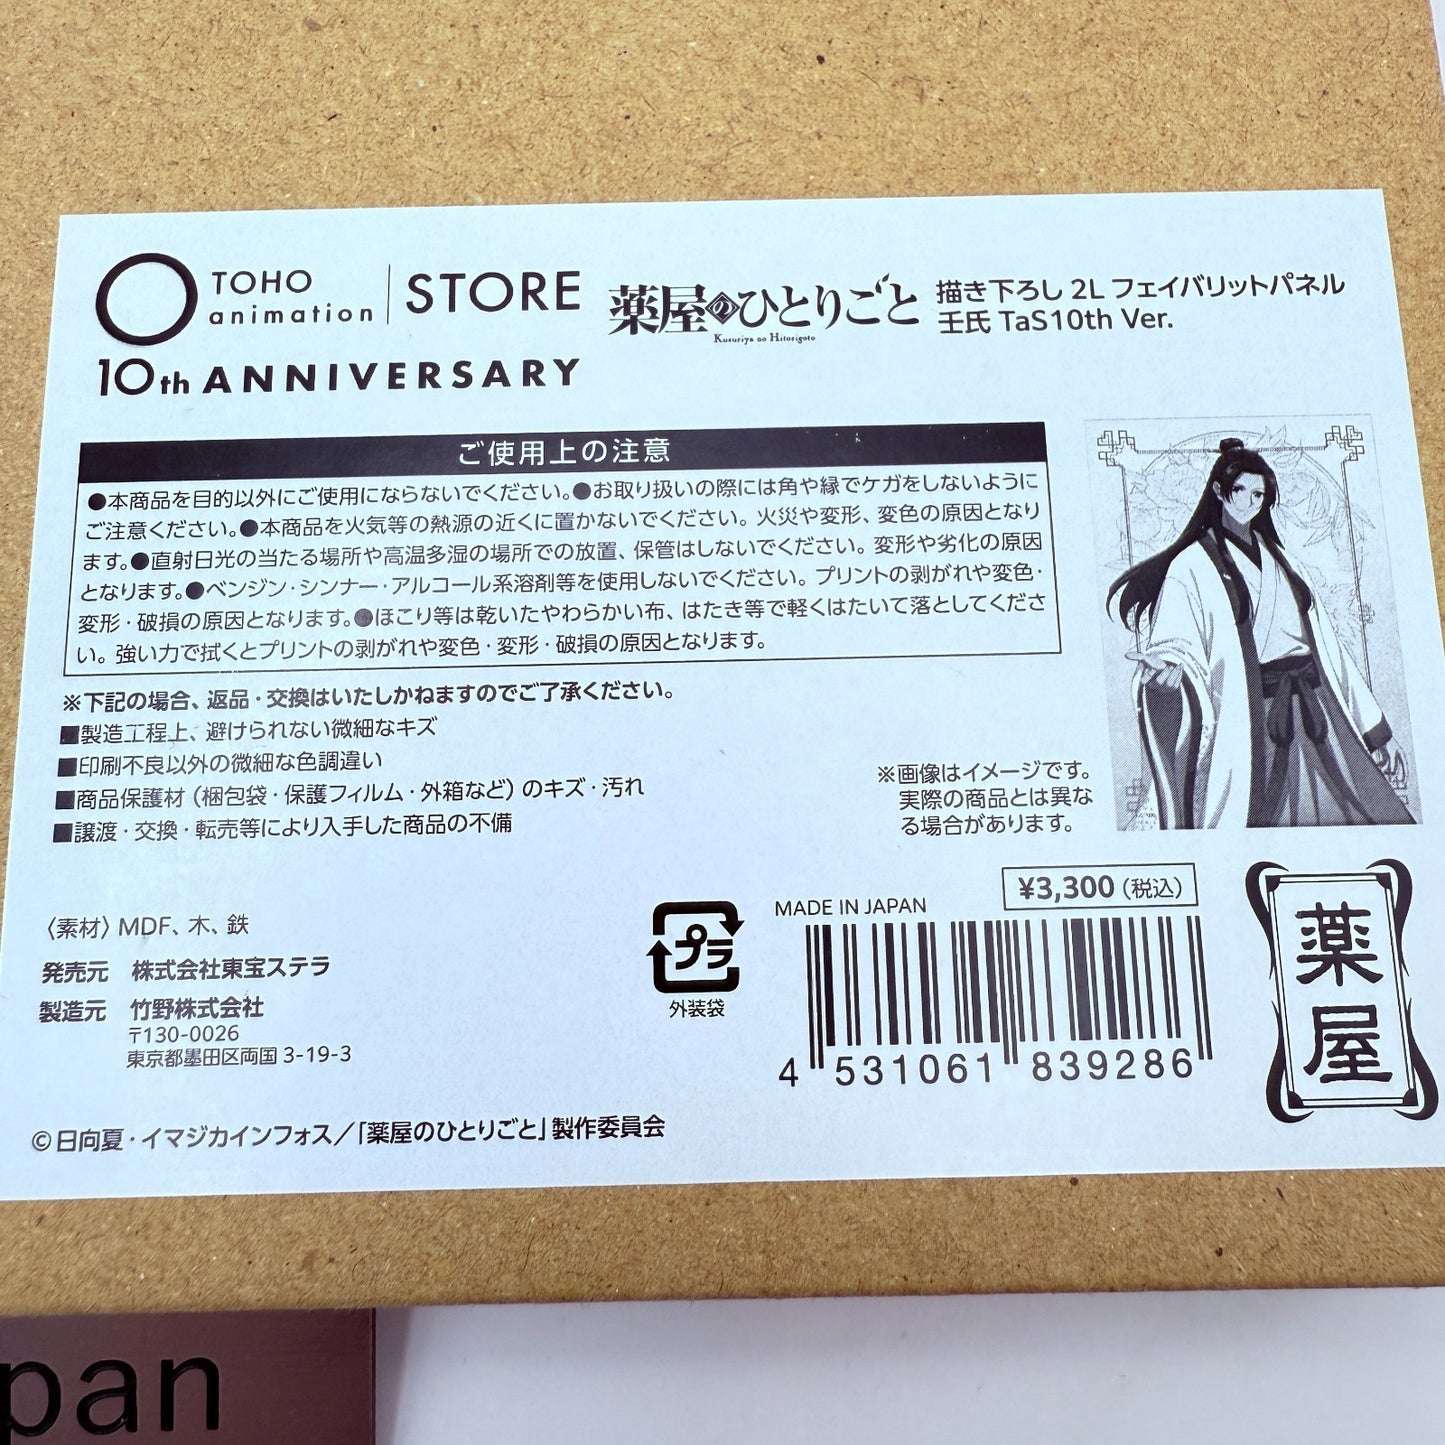 TOHO
animation
STORE
10th ANNIVERSARY
薬屋のひとりごと
Kusuriya no Hitorigoto
描き下ろし 2L フェイバリットパネル
壬氏 TaS10th Ver.
ご使用上の注意
●本商品を目的以外にご使用にならないでください。●お取り扱いの際には角や縁でケガをしないように
ご注意ください。●本商品を火気等の熱源の近くに置かないでください。火災や変形、変色の原因となり
ます。●直射日光の当たる場所や高温多湿の場所での放置、保管はしないでください。変形や劣化の原因
となります。●ベンジン・シンナー・アルコール系溶剤等を使用しないでください。プリントの剥がれや変色・
変形・破損の原因となります。●ほこり等は乾いたやわらかい布、はたき等で軽くはたいて落としてくださ
い。強い力で拭くとプリントの剥がれや変色・変形・破損の原因となります。
※下記の場合、返品・交換はいたしかねますのでご了承ください。
■製造工程上、避けられない微細なキズ
■印刷不良以外の微細な色調違い
■商品保護材（梱包袋・保護フィルム・外箱など）のキズ・汚れ
■譲渡・交換・転売等により入手した商品の不備
※画像はイメージです。
実際の商品とは異な
る場合があります。
〈素材〉MDF、木、鉄
発売元 株式会社東宝ステラ
製造元 竹野株式会社
〒130-0026
東京都墨田区両国 3-19-3
プラ
外装袋
MADE IN JAPAN
¥3,300（税込）
4 531061 839286
薬屋
©日向夏・イマジカインフォス／「薬屋のひとりごと」製作委員会
pan